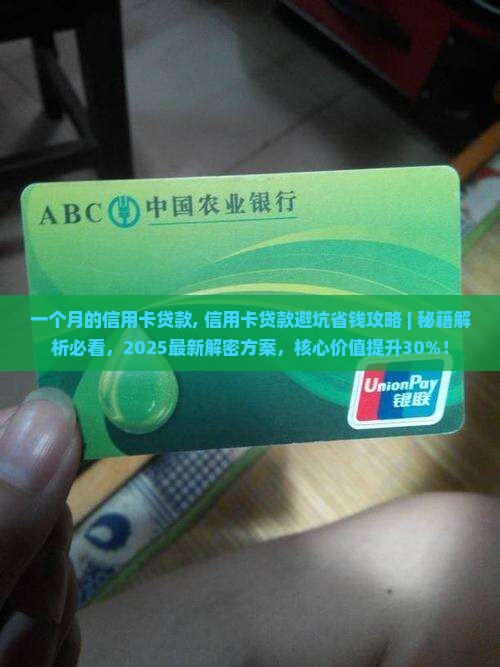 ABC 中国农业银行
一个月的信用卡贷款, 信用卡贷款避坑省钱攻略 | 秘籍解
析必看，2025最新解密方案，核心价值提升30%！
UnionPay
银联